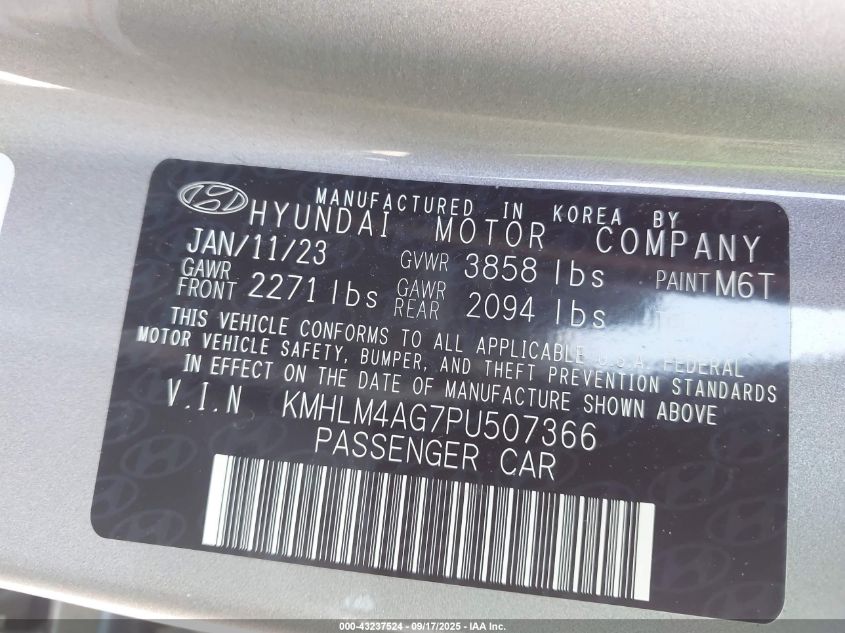 MANUFACTURED IN KOREA BY
HYUNDAI MOTOR COMPANY
JAN/11/23 GVWR 3858 lbs PAINT M6T
GAWR FRONT 2271 lbs GAWR REAR 2094 lbs
THIS VEHICLE CONFORMS TO ALL APPLICABLE U.S.A. FEDERAL
MOTOR VEHICLE SAFETY, BUMPER, AND THEFT PREVENTION STANDARDS
IN EFFECT ON THE DATE OF MANUFACTURE SHOWN ABOVE
V.I.N KMHLM4AG7PU507366
PASSENGER CAR
000-43237524 - 09/17/2025 - IAA Inc.